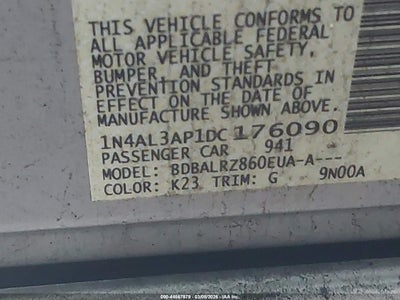 THIS VEHICLE CONFORMS TO
ALL APPLICABLE FEDERAL
MOTOR VEHICLE SAFETY,
BUMPER, AND THEFT
PREVENTION STANDARDS IN
EFFECT ON THE DATE OF
MANUFACTURE SHOWN ABOVE.
1N4AL3AP1DC176090
PASSENGER CAR 941
MODEL: BDBALRZ860EUA-A---
COLOR: K23 TRIM: G 9N00A